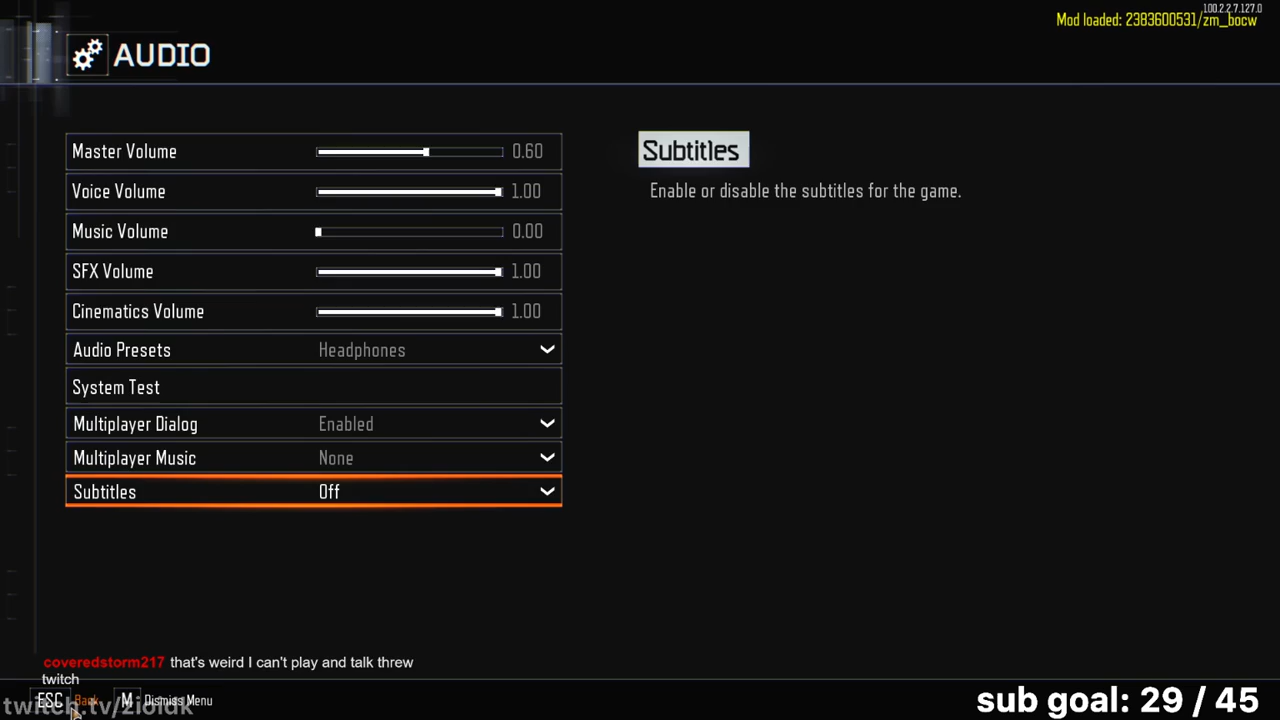 100.2.2.7.127.0
Mod loaded: 2383600531/zm_bocw
AUDIO
Master Volume 0.60
Subtitles
Voice Volume 1.00
Enable or disable the subtitles for the game.
Music Volume 0.00
SFX Volume 1.00
Cinematics Volume 1.00
Audio Presets Headphones
System Test
Multiplayer Dialog Enabled
Multiplayer Music None
Subtitles Off
coveredstorm217 that's weird I can't play and talk threw
twitch
ESC Back M Dismiss Menu
sub goal: 29 / 45